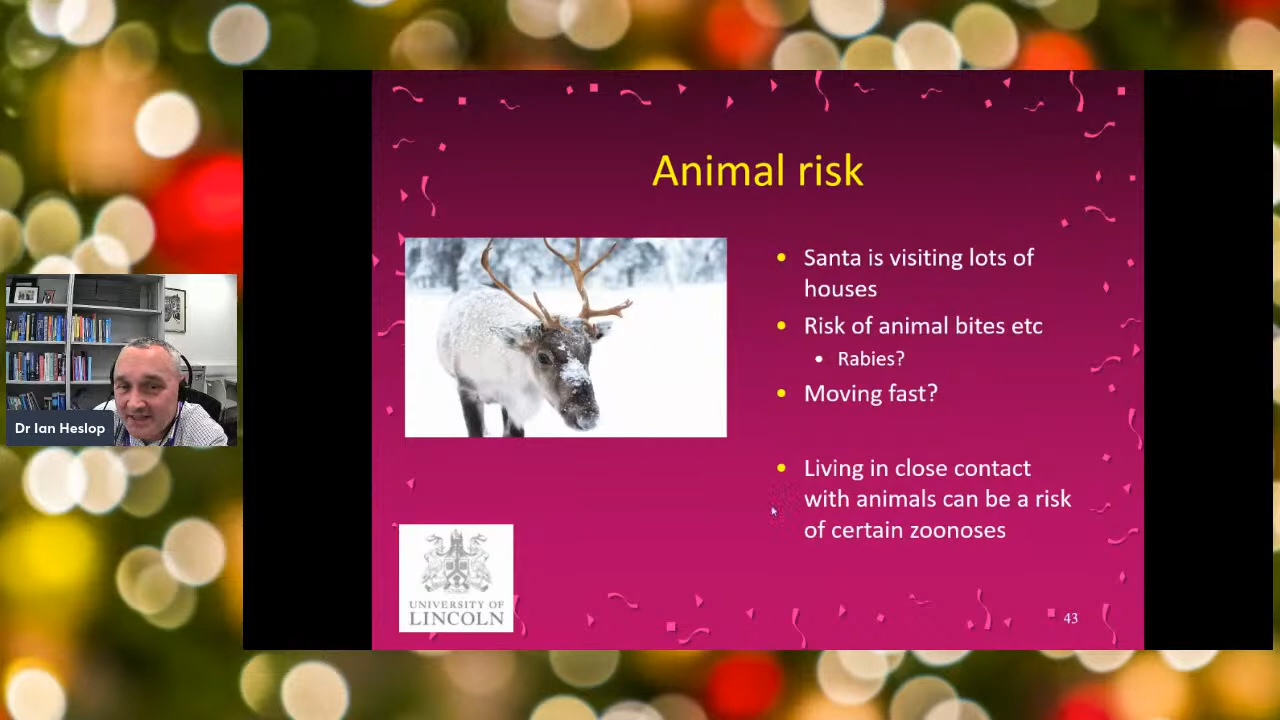 Animal risk
Santa is visiting lots of
houses
Risk of animal bites etc
Rabies?
Moving fast?
Living in close contact
with animals can be a risk
of certain zoonoses
Dr Ian Heslop
UNIVERSITY OF
LINCOLN
43